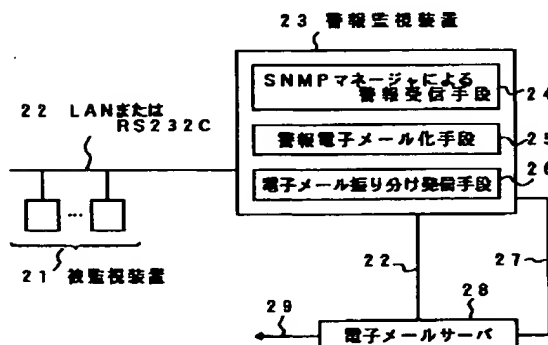 23 警報監視装置
SNMPマネージャによる
警報受信手段
24
22 LANまたは
RS232C
警報電子メール化手段
25
電子メール振り分け発信手段
26
...
21 被監視装置
22
27
29
28
電子メールサーバ